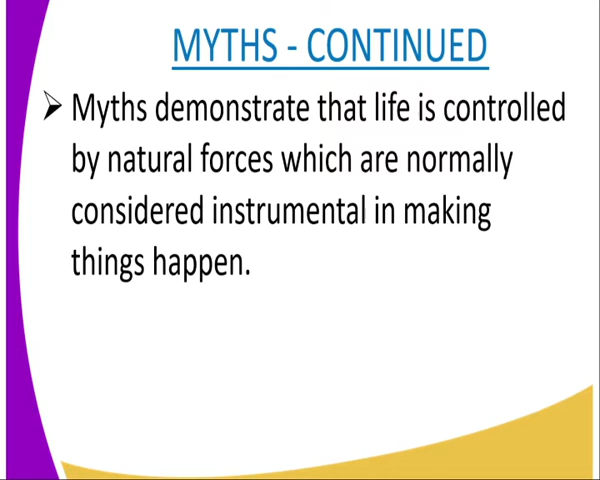 MYTHS - CONTINUED
➢ Myths demonstrate that life is controlled
by natural forces which are normally
considered instrumental in making
things happen.